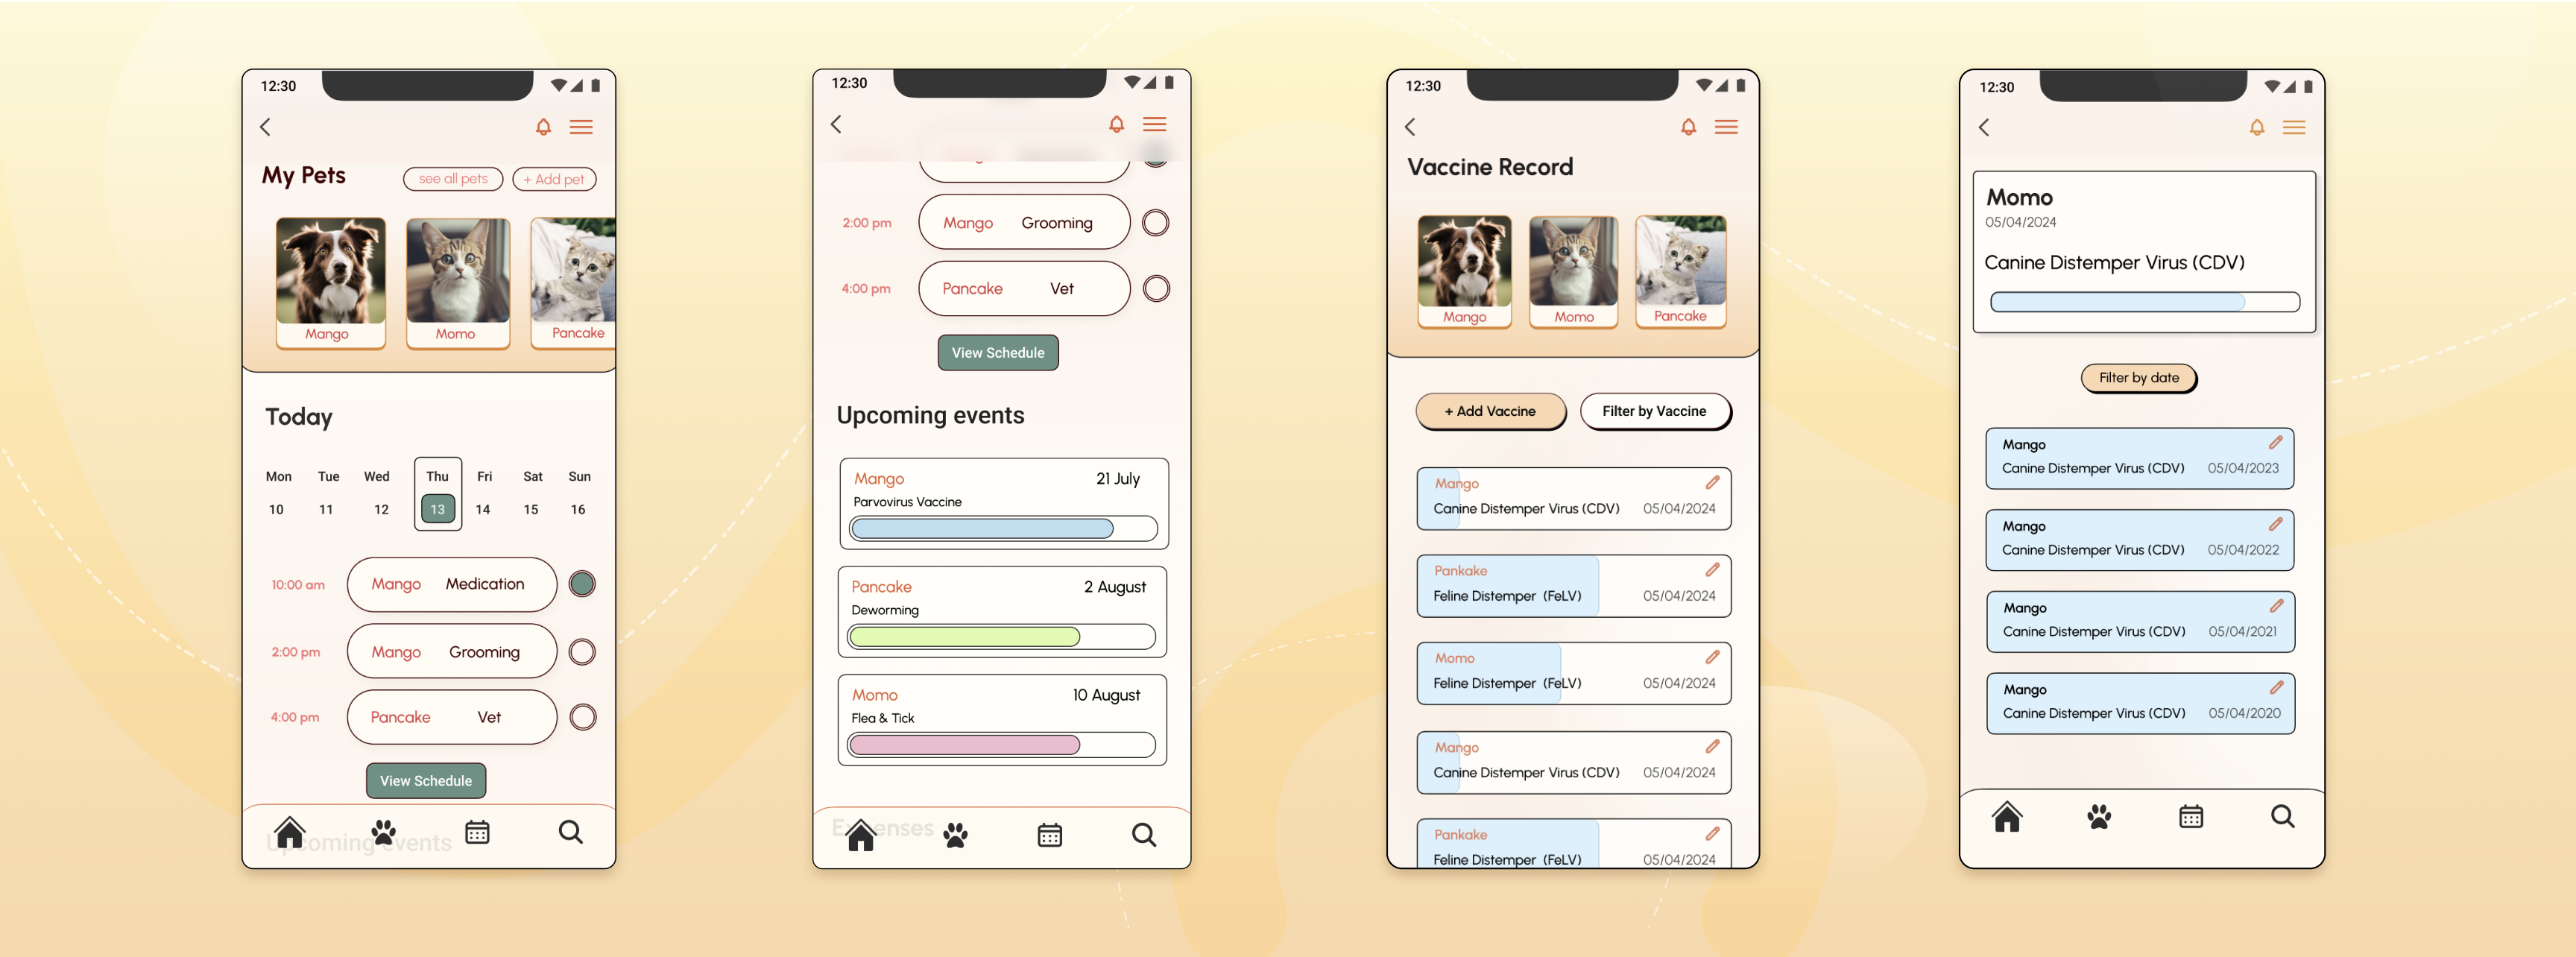 12:30
My Pets
see all pets
+ Add pet
Mango
Momo
Pancake
Today
Mon Tue Wed Thu Fri Sat Sun
10 11 12 13 14 15 16
10:00 am Mango Medication
2:00 pm Mango Grooming
4:00 pm Pancake Vet
View Schedule
Upcoming events
12:30
2:00 pm Mango Grooming
4:00 pm Pancake Vet
View Schedule
Upcoming events
Mango 21 July
Parvovirus Vaccine
Pancake 2 August
Deworming
Momo 10 August
Flea & Tick
Expenses
12:30
Vaccine Record
Mango
Momo
Pancake
+ Add Vaccine
Filter by Vaccine
Mango
Canine Distemper Virus (CDV) 05/04/2024
Pankake
Feline Distemper (FeLV) 05/04/2024
Momo
Feline Distemper (FeLV) 05/04/2024
Mango
Canine Distemper Virus (CDV) 05/04/2024
Pankake
Feline Distemper (FeLV) 05/04/2024
12:30
Momo
05/04/2024
Canine Distemper Virus (CDV)
Filter by date
Mango
Canine Distemper Virus (CDV) 05/04/2023
Mango
Canine Distemper Virus (CDV) 05/04/2022
Mango
Canine Distemper Virus (CDV) 05/04/2021
Mango
Canine Distemper Virus (CDV) 05/04/2020